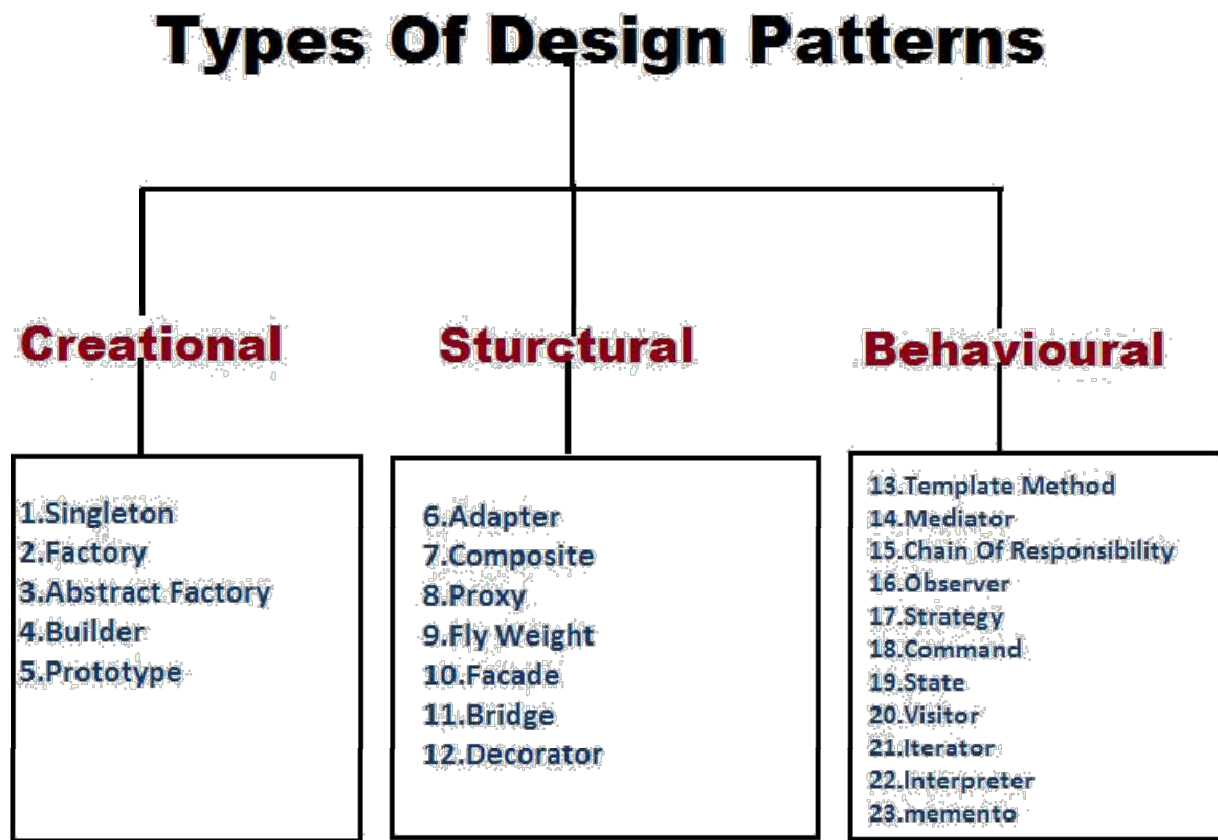 Types Of Design Patterns
Creational
Sturctural
Behavioural
1.Singleton
2.Factory
3.Abstract Factory
4.Builder
5.Prototype
6.Adapter
7.Composite
8.Proxy
9.Fly Weight
10.Facade
11.Bridge
12.Decorator
13.Template Method
14.Mediator
15.Chain Of Responsibility
16.Observer
17.Strategy
18.Command
19.State
20.Visitor
21.Iterator
22.Interpreter
23.memento